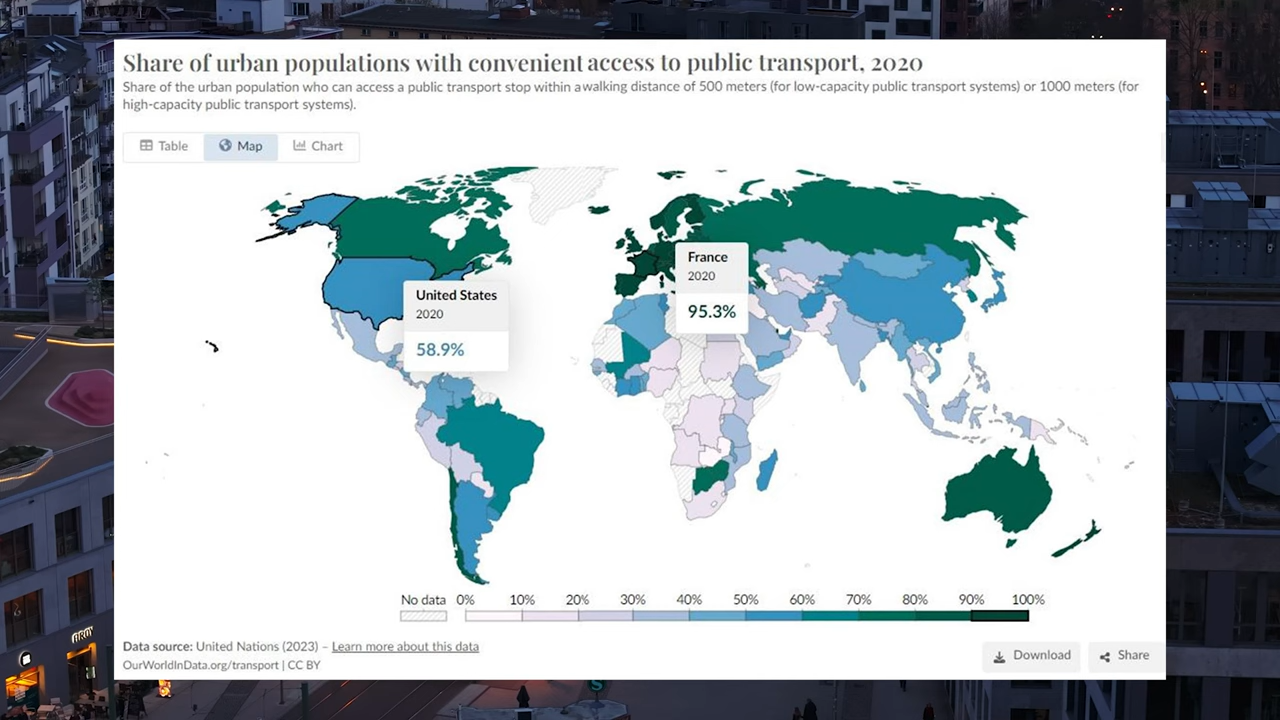 Share of urban populations with convenient access to public transport, 2020
Share of the urban population who can access a public transport stop within a walking distance of 500 meters (for low-capacity public transport systems) or 1000 meters (for
high-capacity public transport systems).
Table Map Chart
France
2020
95.3%
United States
2020
58.9%
No data 0% 10% 20% 30% 40% 50% 60% 70% 80% 90% 100%
Data source: United Nations (2023) – Learn more about this data
OurWorldInData.org/transport | CC BY
Download Share